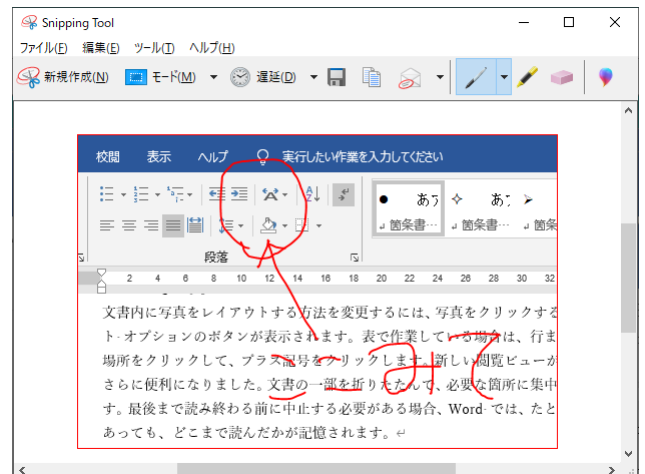 Snipping Tool
ファイル(F) 編集(E) ツール(T) ヘルプ(H)
新規作成(N) モード(M) 遅延(D)
校閲 表示 ヘルプ 実行したい作業を入力してください
あう あ
箇条書… 箇条書… 箇条
段落
2 4 6 8 10 12 14 16 18 20 22 24 26 28 30 32
文書内に写真をレイアウトする方法を変更するには、写真をクリックする
ト・オプションのボタンが表示されます。表で作業している場合は、行ま
場所をクリックして、プラス記号をクリックします。新しい閲覧ビューが
さらに便利になりました。文書の一部を折りたたんで、必要な箇所に集中
す。最後まで読み終わる前に中止する必要がある場合、Word では、たと
あっても、どこまで読んだかが記憶されます。
ここみて